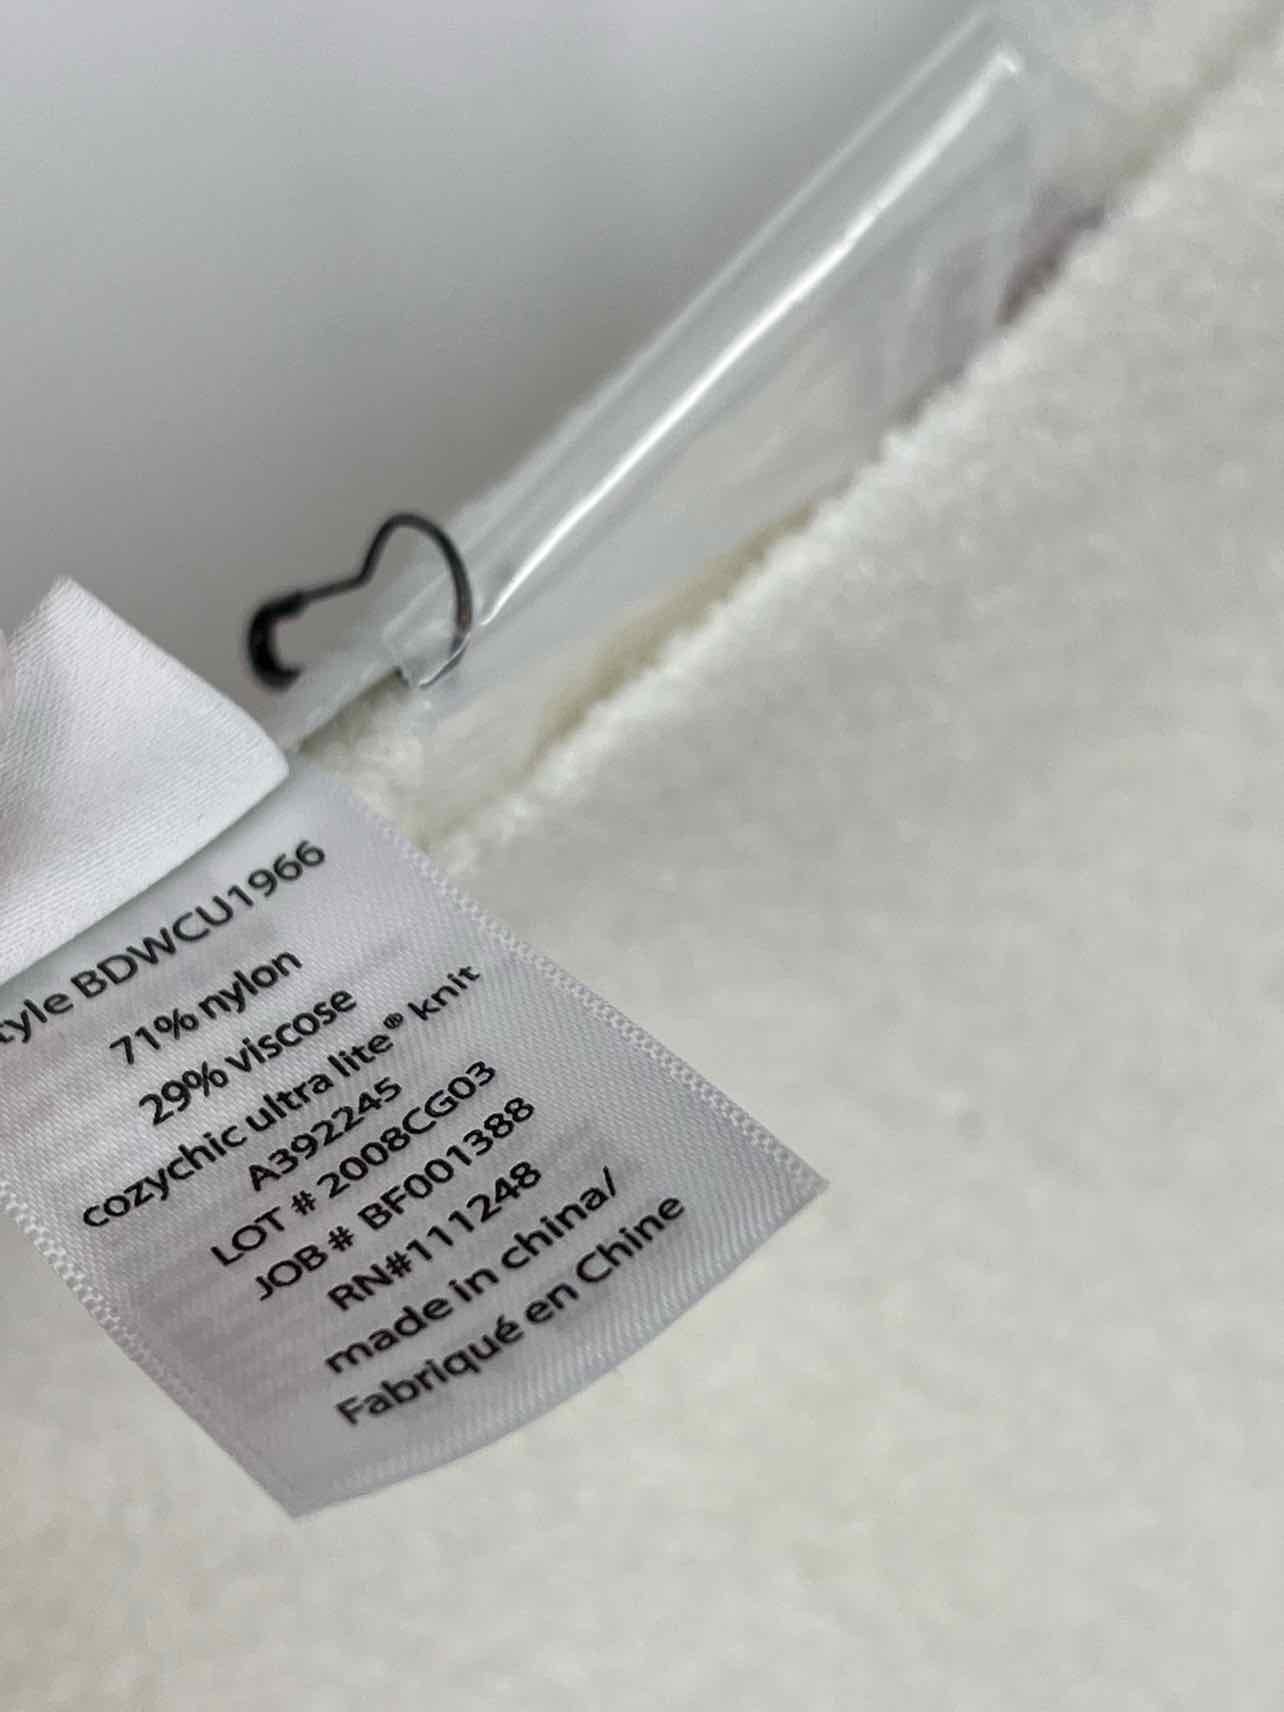 tyle BDWCU1966
71% nylon
29% viscose
cozychic ultra lite® knit
A392245
LOT # 2008CG03
JOB # BF001388
RN#111248
made in china/
Fabriqué en Chine